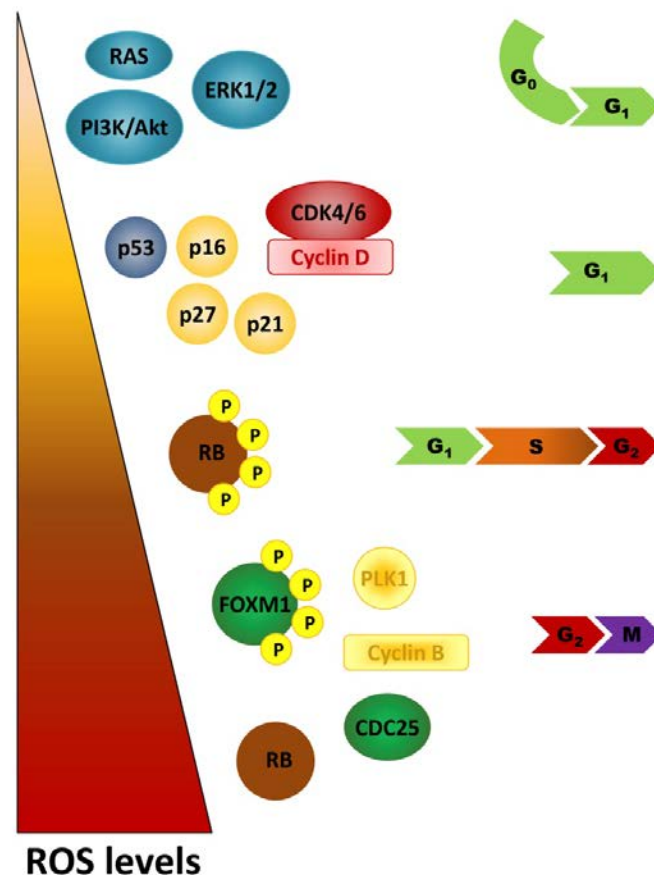 RAS
ERK1/2
PI3K/Akt
G₀
G₁
CDK4/6
Cyclin D
p53
p16
p27
p21
G₁
P
P
P
P
RB
G₁
S
G₂
P
P
P
P
FOXM1
PLK1
Cyclin B
G₂
M
CDC25
RB
ROS levels